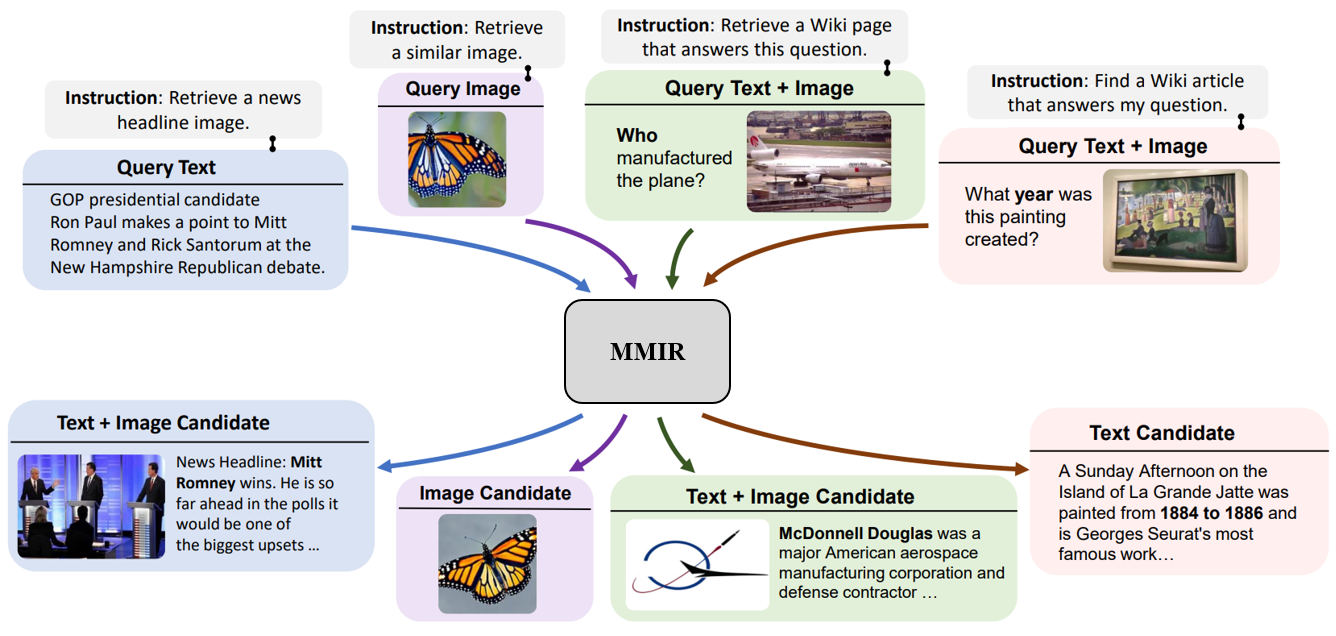 Instruction: Retrieve a news
headline image.
Query Text
GOP presidential candidate
Ron Paul makes a point to Mitt
Romney and Rick Santorum at the
New Hampshire Republican debate.
Instruction: Retrieve
a similar image.
Query Image
Instruction: Retrieve a Wiki page
that answers this question.
Query Text + Image
Who
manufactured
the plane?
Instruction: Find a Wiki article
that answers my question.
Query Text + Image
What year was
this painting
created?
MMIR
Text + Image Candidate
News Headline: Mitt
Romney wins. He is so
far ahead in the polls it
would be one of
the biggest upsets ...
Image Candidate
Text + Image Candidate
McDonnell Douglas was a
major American aerospace
manufacturing corporation and
defense contractor ...
Text Candidate
A Sunday Afternoon on the
Island of La Grande Jatte was
painted from 1884 to 1886 and
is Georges Seurat's most
famous work...